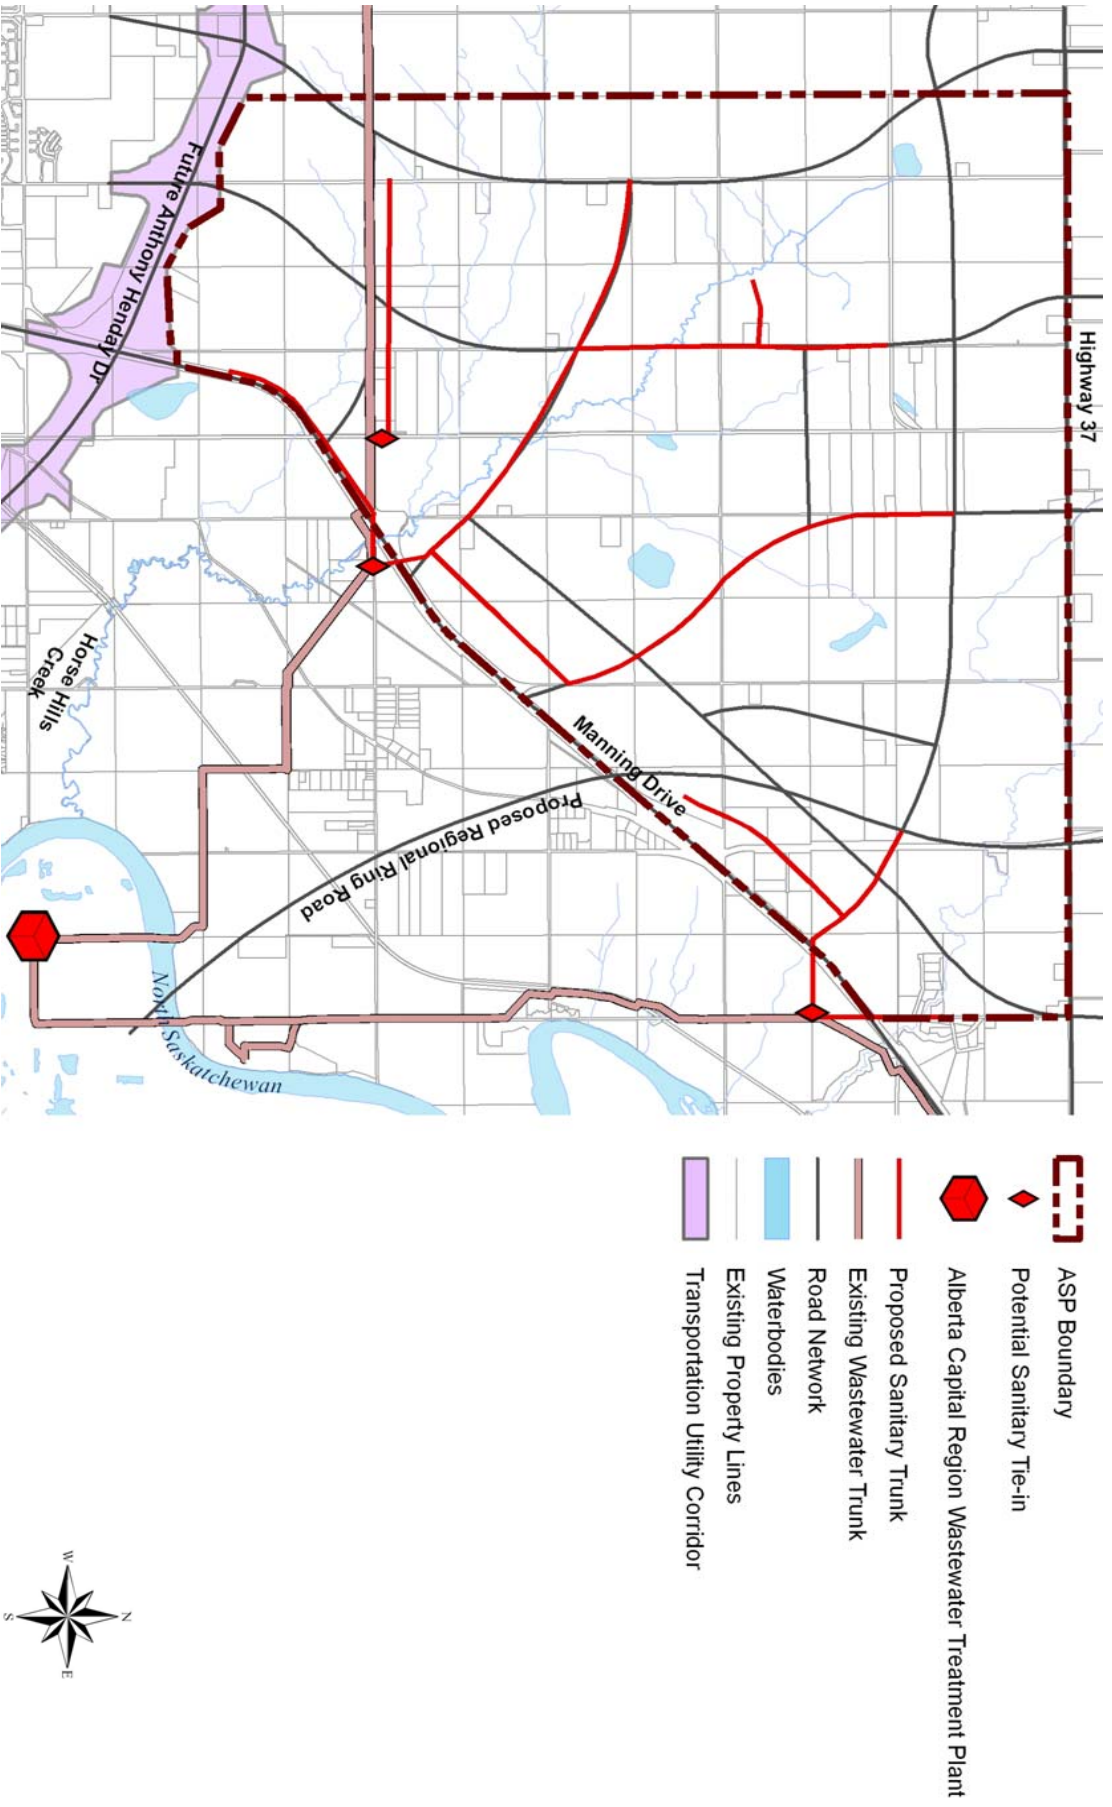 Highway 37
Future Anthony Henday Dr
Manning Drive
Proposed Regional Ring Road
Horse Hills
Creek
North Saskatchewan
ASP Boundary
Potential Sanitary Tie-in
Alberta Capital Region Wastewater Treatment Plant
Proposed Sanitary Trunk
Existing Wastewater Trunk
Road Network
Waterbodies
Existing Property Lines
Transportation Utility Corridor
N
W
E
S